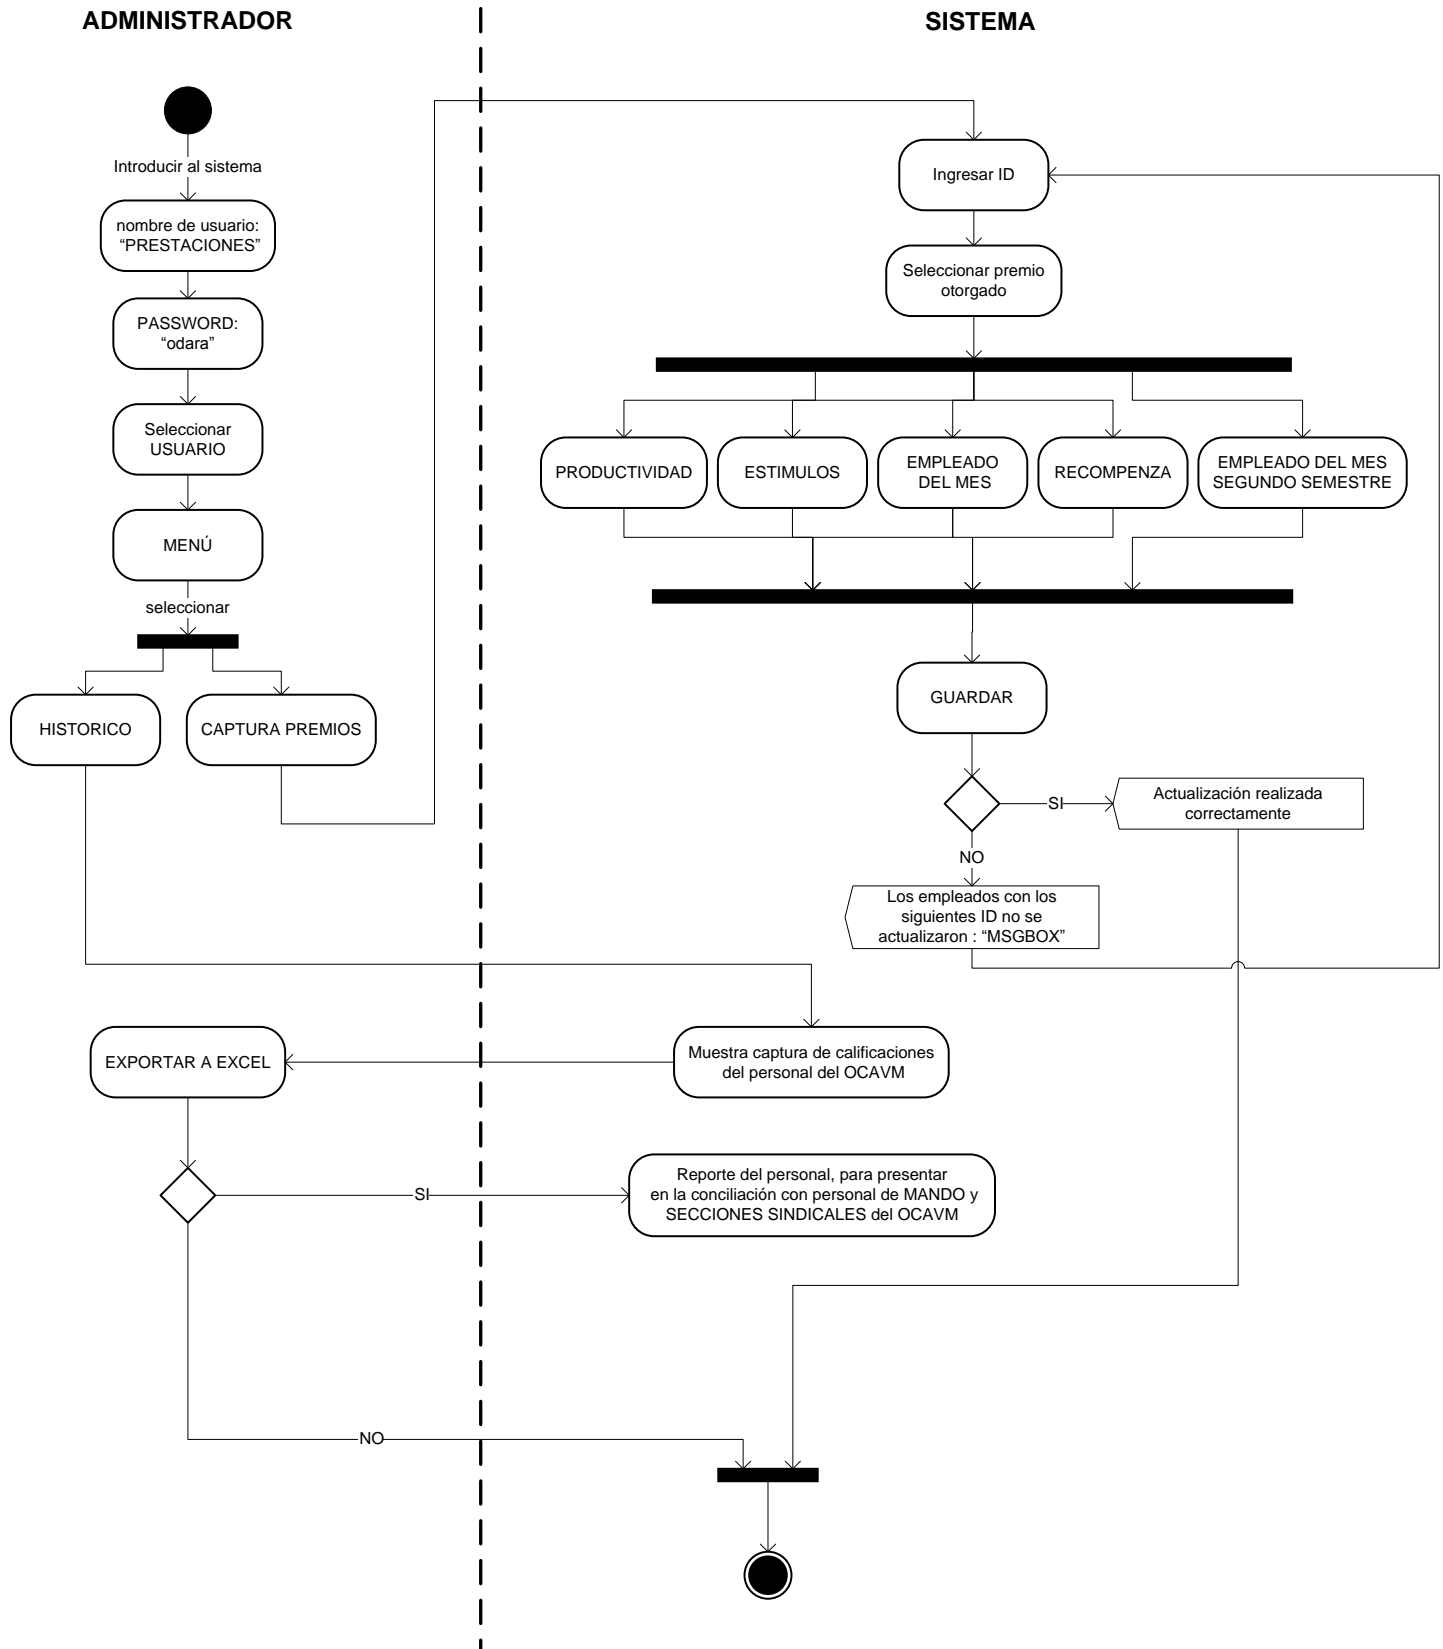 ADMINISTRADOR
SISTEMA
Introducir al sistema
nombre de usuario:
“PRESTACIONES”
PASSWORD:
“odara”
Seleccionar
USUARIO
MENÚ
seleccionar
HISTORICO
CAPTURA PREMIOS
Ingresar ID
Seleccionar premio
otorgado
PRODUCTIVIDAD
ESTIMULOS
EMPLEADO
DEL MES
RECOMPENZA
EMPLEADO DEL MES
SEGUNDO SEMESTRE
GUARDAR
SI
Actualización realizada
correctamente
NO
Los empleados con los
siguientes ID no se
actualizaron : “MSGBOX”
EXPORTAR A EXCEL
Muestra captura de calificaciones
del personal del OCAVM
SI
Reporte del personal, para presentar
en la conciliación con personal de MANDO y
SECCIONES SINDICALES del OCAVM
NO